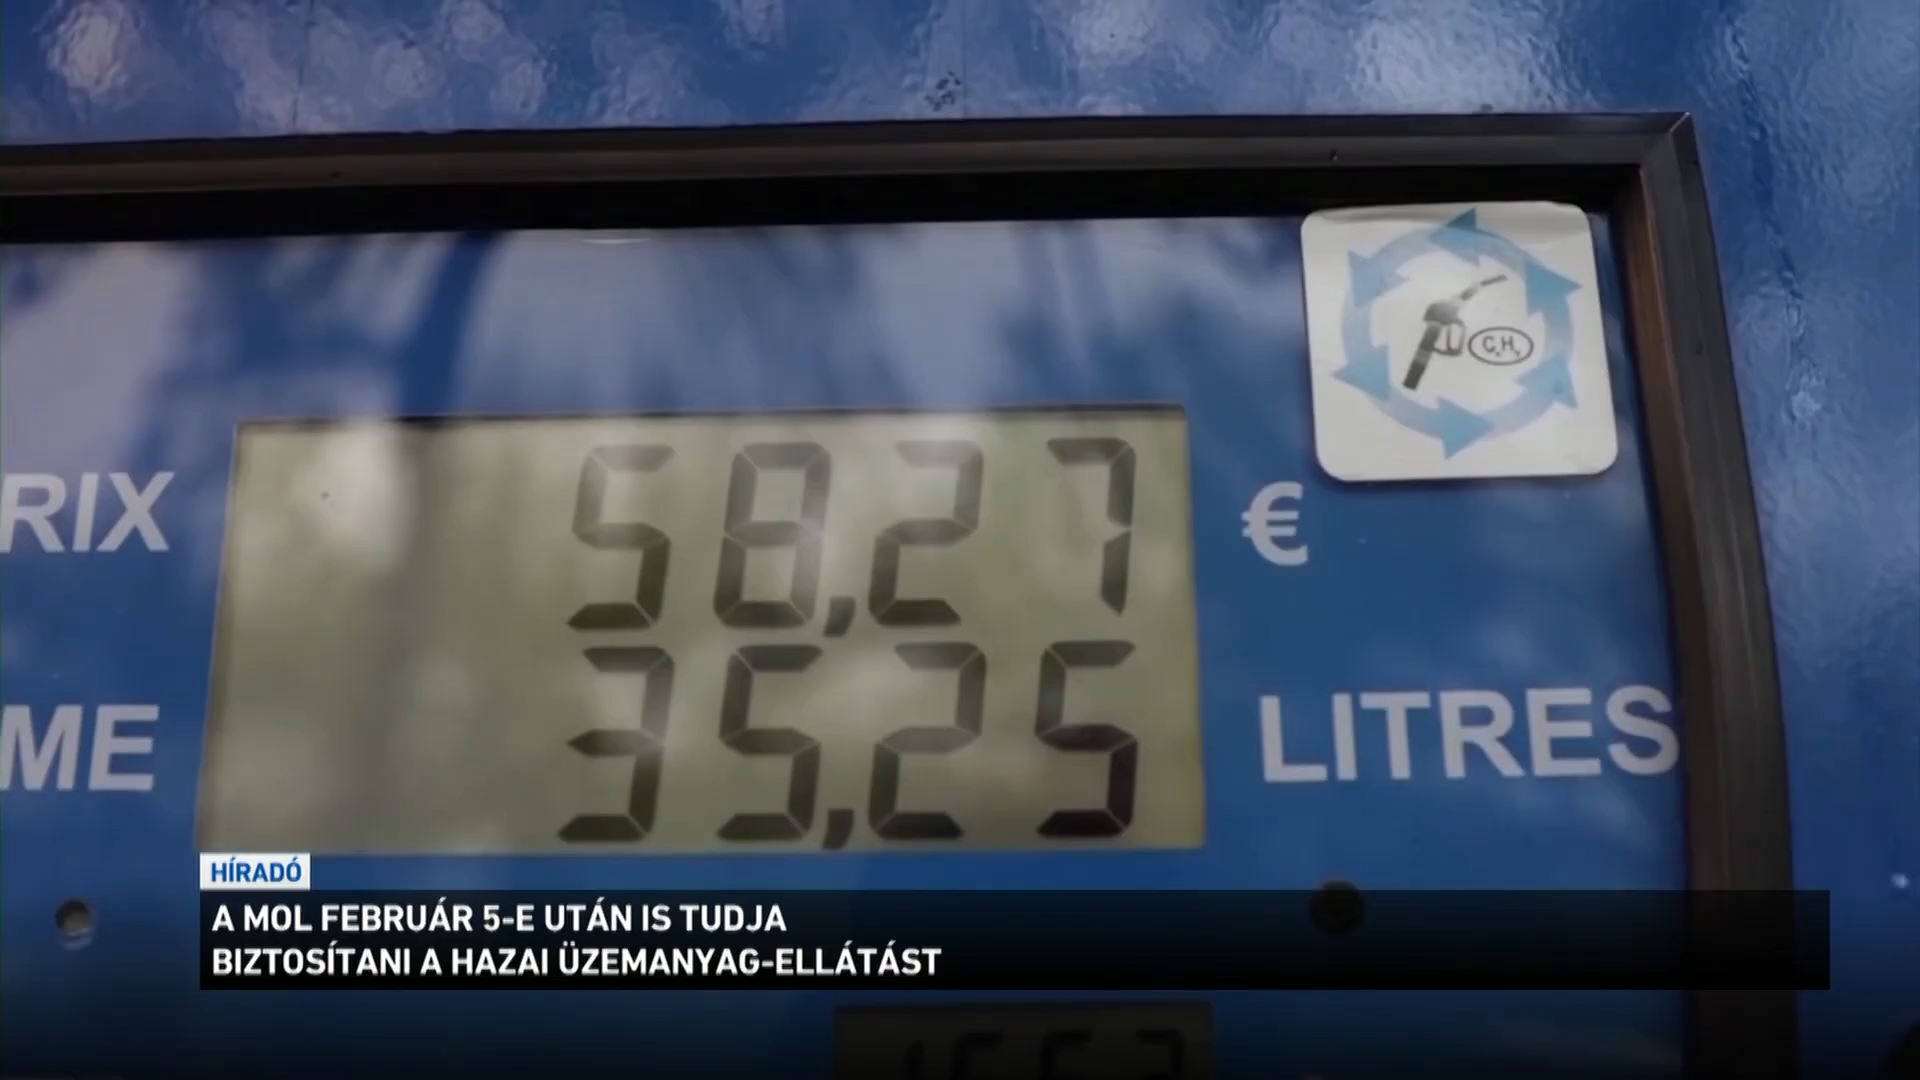 C H
RIX 58,27 €
ME 35,25 LITRES
HÍRADÓ
A MOL FEBRUÁR 5-E UTÁN IS TUDJA
BIZTOSÍTANI A HAZAI ÜZEMANYAG-ELLÁTÁST